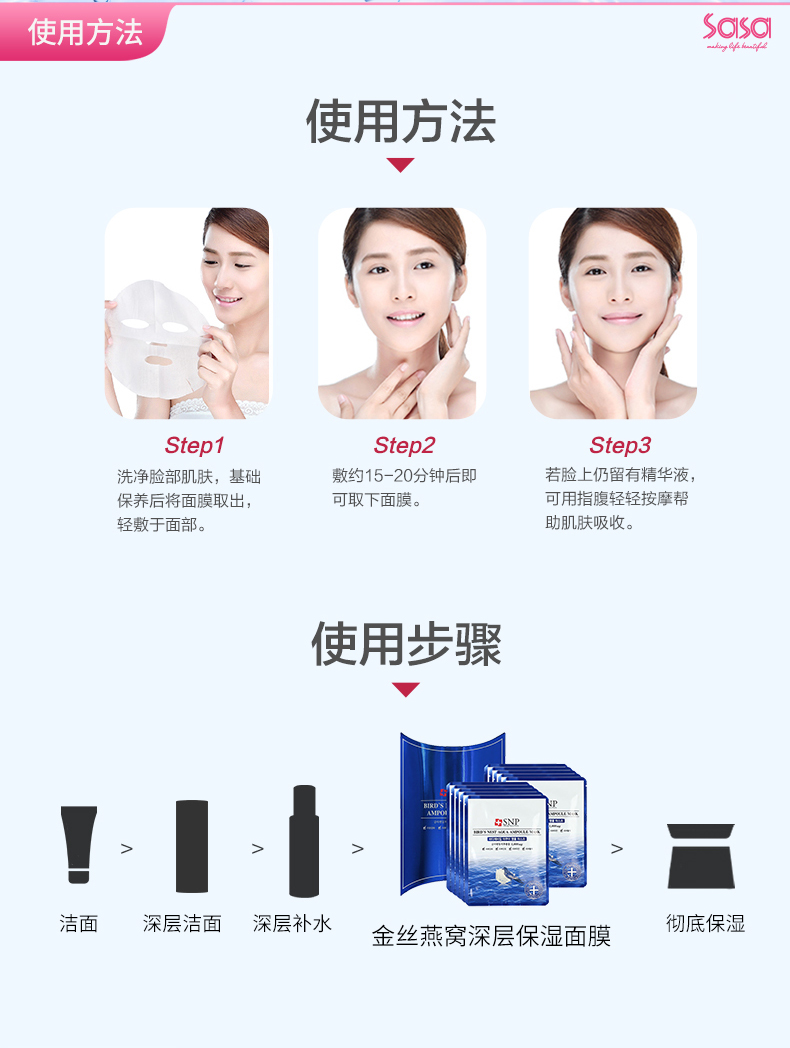 使用方法
Sasa
making life beautiful
使用方法
Step1
洗净脸部肌肤，基础
保养后将面膜取出，
轻敷于面部。
Step2
敷约15-20分钟后即
可取下面膜。
Step3
若脸上仍留有精华液，
可用指腹轻轻按摩帮
助肌肤吸收。
使用步骤
BIRD'S
AMPO
SNP
BIRD'S NEST AQUA AMPOULE MASK
NP
MPOULE MASK
>
>
>
>
洁面
深层洁面
深层补水
金丝燕窝深层保湿面膜
彻底保湿